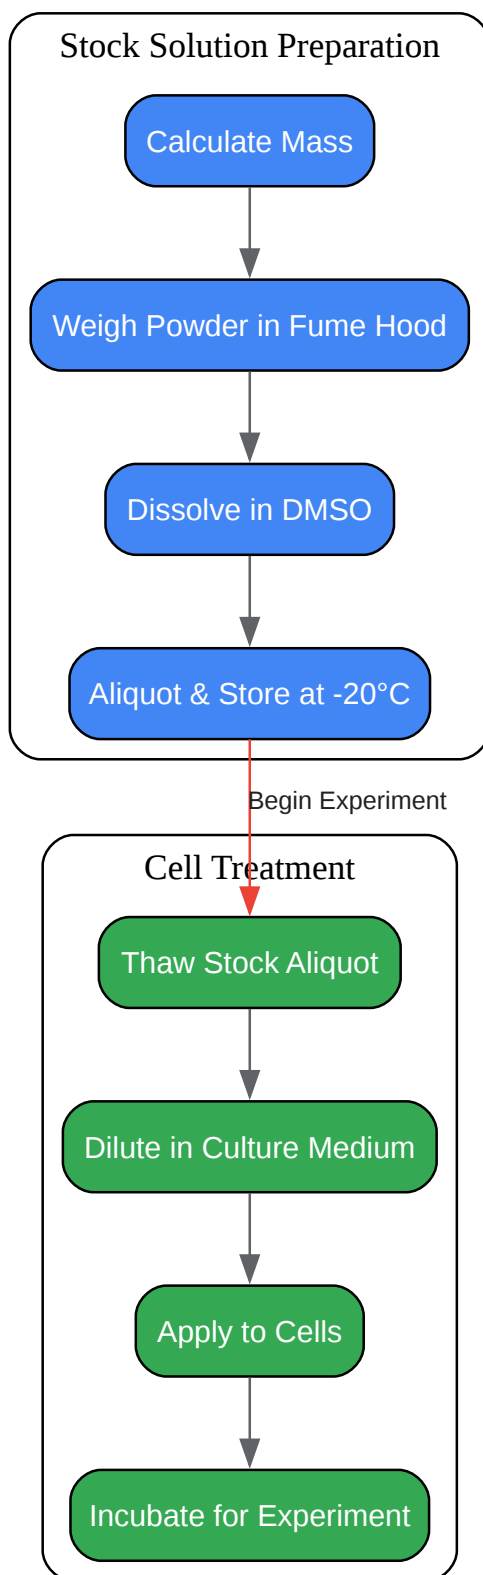 Stock Solution Preparation
Calculate Mass
Weigh Powder in Fume Hood
Dissolve in DMSO
Aliquot & Store at -20°C
Begin Experiment
Cell Treatment
Thaw Stock Aliquot
Dilute in Culture Medium
Apply to Cells
Incubate for Experiment